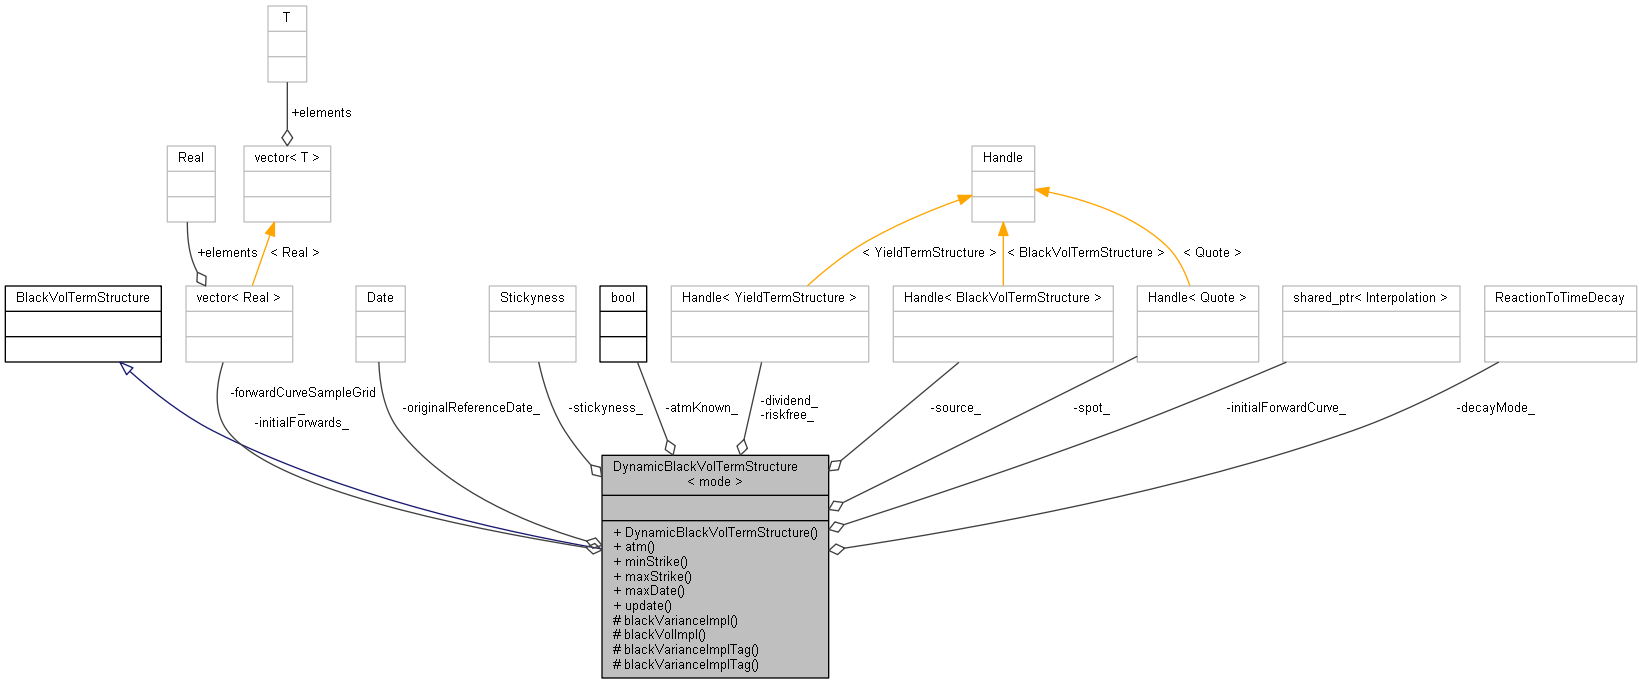 T
+elements
Real
vector< T >
Handle
+elements
< Real >
< YieldTermStructure >
< BlackVolTermStructure >
< Quote >
BlackVolTermStructure
vector< Real >
Date
Stickyness
bool
Handle< YieldTermStructure >
Handle< BlackVolTermStructure >
Handle< Quote >
shared_ptr< Interpolation >
ReactionToTimeDecay
-forwardCurveSampleGrid
_
-initialForwards_
-originalReferenceDate_
-stickyness_
-atmKnown_
-dividend_
-riskfree_
-source_
-spot_
-initialForwardCurve_
-decayMode_
DynamicBlackVolTermStructure
< mode >
+ DynamicBlackVolTermStructure()
+ atm()
+ minStrike()
+ maxStrike()
+ maxDate()
+ update()
# blackVarianceImpl()
# blackVolImpl()
# blackVarianceImplTag()
# blackVarianceImplTag()